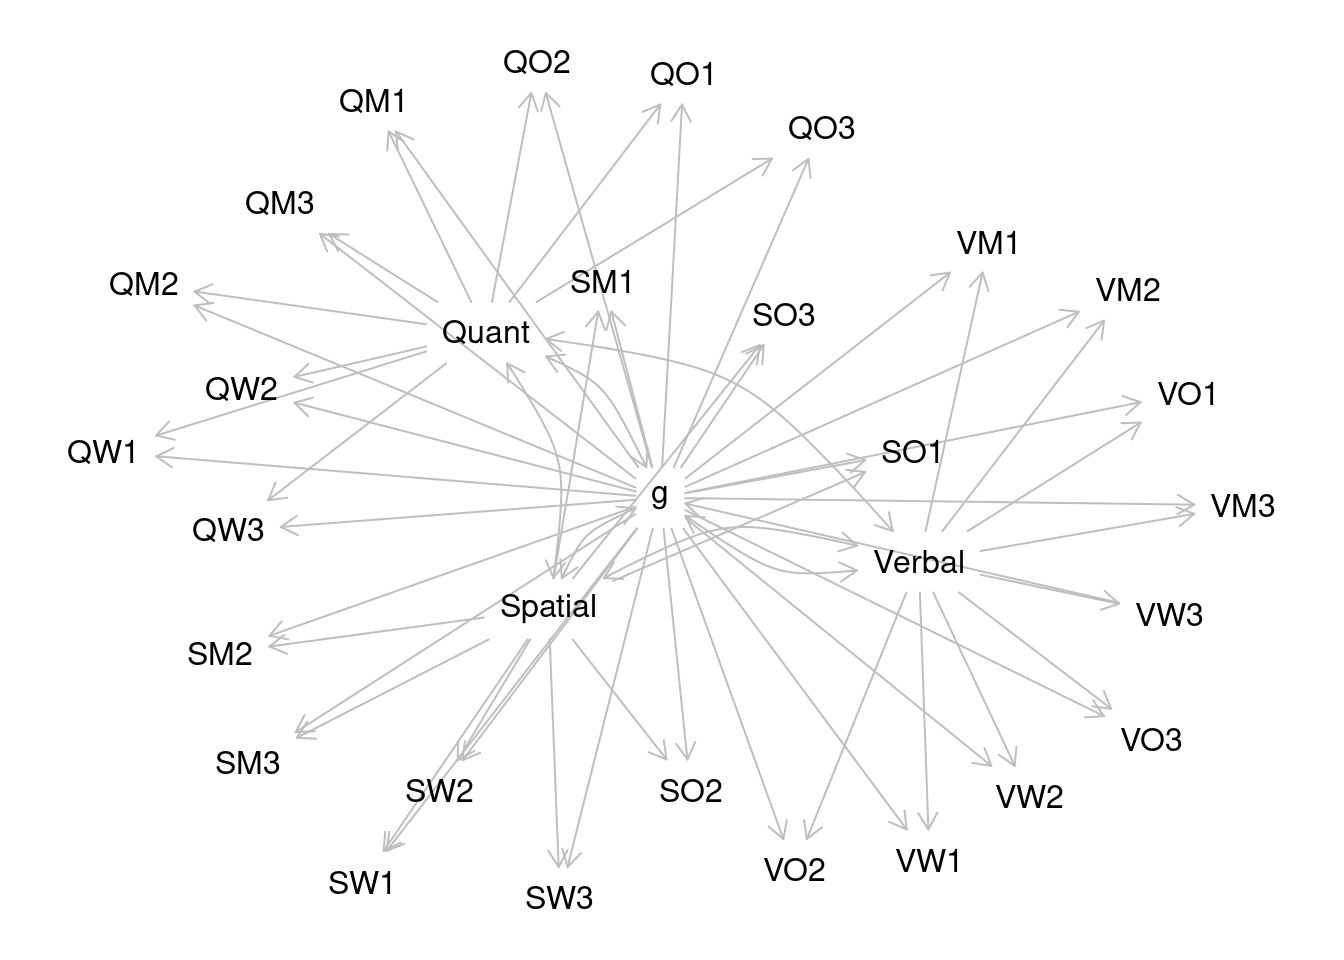 QO2
QO1
QM1
QO3
QM3
VM1
QM2
SM1
VM2
SO3
Quant
QW2
VO1
QW1
SO1
g
VM3
QW3
Verbal
Spatial
VW3
SM2
VO3
SM3
SW2
SO2
VW2
VW1
VO2
SW1
SW3